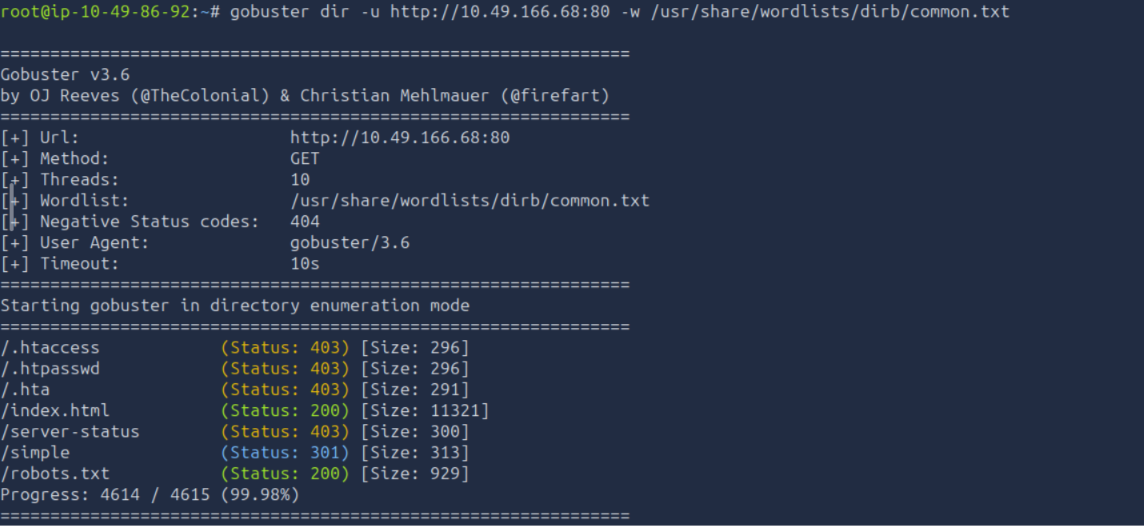 root@ip-10-49-86-92:~# gobuster dir -u http://10.49.166.68:80 -w /usr/share/wordlists/dirb/common.txt
===============================================================
Gobuster v3.6
by OJ Reeves (@TheColonial) & Christian Mehlmauer (@firefart)
===============================================================
[+] Url:                     http://10.49.166.68:80
[+] Method:                  GET
[+] Threads:                 10
[+] Wordlist:                /usr/share/wordlists/dirb/common.txt
[+] Negative Status codes:   404
[+] User Agent:              gobuster/3.6
[+] Timeout:                 10s
===============================================================
Starting gobuster in directory enumeration mode
===============================================================
/.htaccess            (Status: 403) [Size: 296]
/.htpasswd            (Status: 403) [Size: 296]
/.hta                 (Status: 403) [Size: 291]
/index.html           (Status: 200) [Size: 11321]
/server-status        (Status: 403) [Size: 300]
/simple               (Status: 301) [Size: 313]
/robots.txt           (Status: 200) [Size: 929]
Progress: 4614 / 4615 (99.98%)
===============================================================